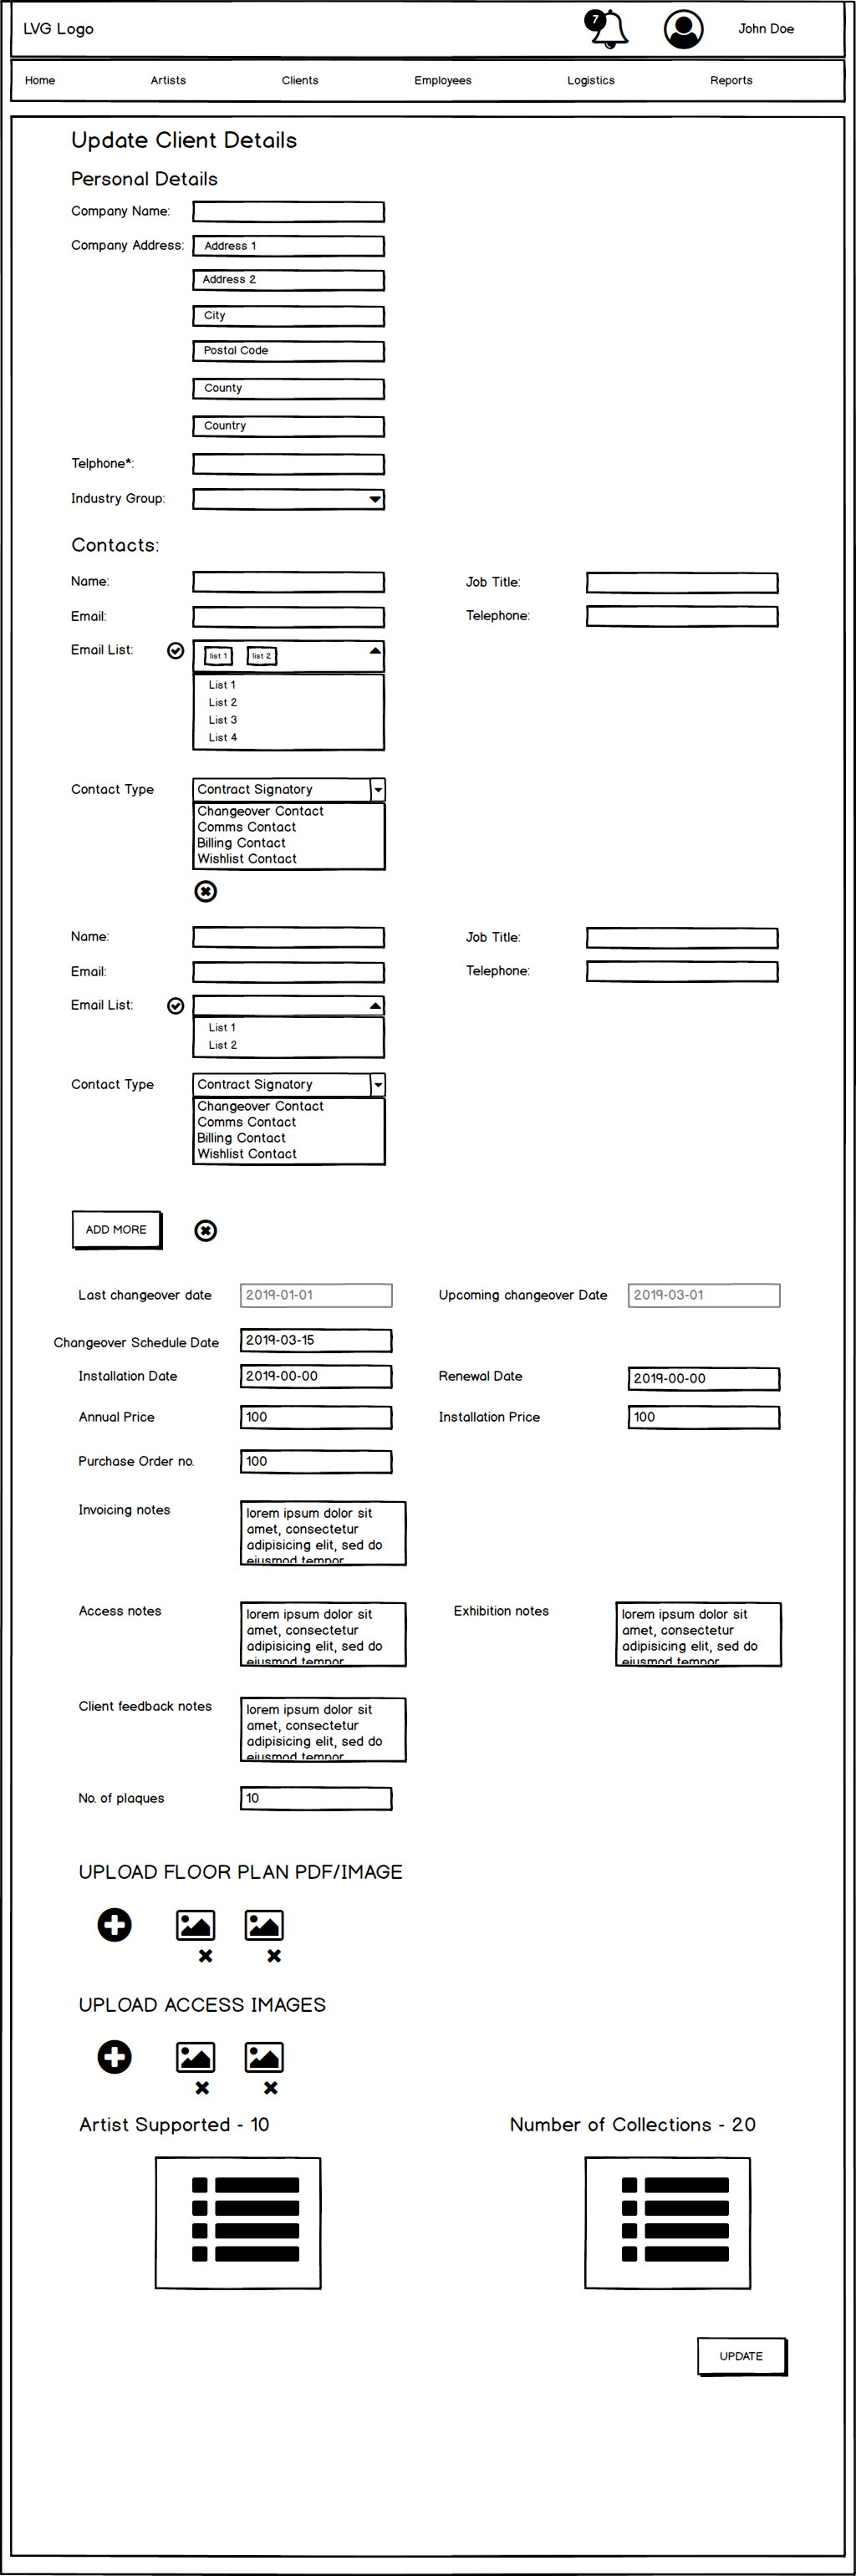 LVG Logo
7
John Doe
Home Artists Clients Employees Logistics Reports
Update Client Details
Personal Details
Company Name:
Company Address: Address 1
Address 2
City
Postal Code
County
Country
Telphone*:
Industry Group:
Contacts:
Name: Job Title:
Email: Telephone:
Email List: list 1 list 2
List 1
List 2
List 3
List 4
Contact Type Contract Signatory
Changeover Contact
Comms Contact
Billing Contact
Wishlist Contact
Name: Job Title:
Email: Telephone:
Email List:
List 1
List 2
Contact Type Contract Signatory
Changeover Contact
Comms Contact
Billing Contact
Wishlist Contact
ADD MORE
Last changeover date 2019-01-01 Upcoming changeover Date 2019-03-01
Changeover Schedule Date 2019-03-15
Installation Date 2019-00-00 Renewal Date 2019-00-00
Annual Price 100 Installation Price 100
Purchase Order no. 100
Invoicing notes lorem ipsum dolor sit
amet, consectetur
adipisicing elit, sed do
eiusmod tempor
Access notes lorem ipsum dolor sit
amet, consectetur
adipisicing elit, sed do
eiusmod tempor
Exhibition notes lorem ipsum dolor sit
amet, consectetur
adipisicing elit, sed do
eiusmod tempor
Client feedback notes lorem ipsum dolor sit
amet, consectetur
adipisicing elit, sed do
eiusmod tempor
No. of plaques 10
UPLOAD FLOOR PLAN PDF/IMAGE
UPLOAD ACCESS IMAGES
Artist Supported - 10 Number of Collections - 20
UPDATE